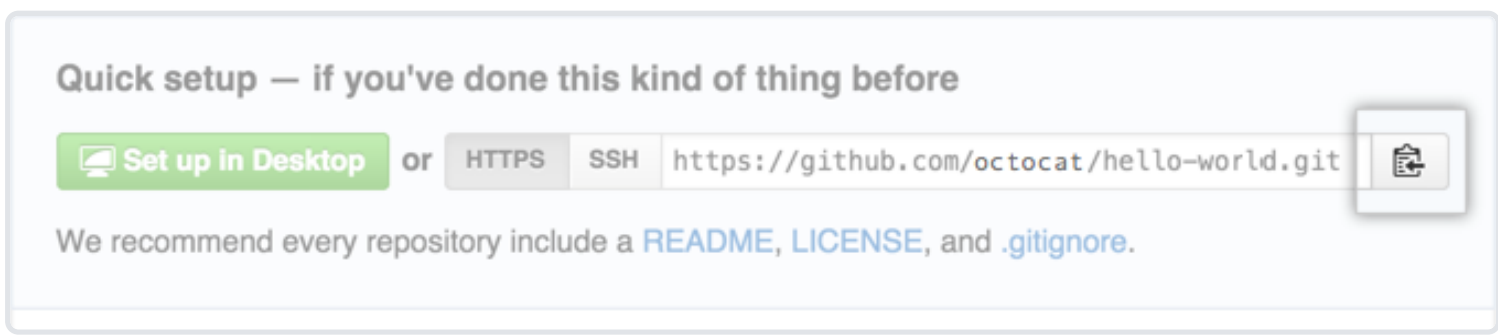 Quick setup — if you've done this kind of thing before
Set up in Desktop or HTTPS SSH https://github.com/octocat/hello-world.git
We recommend every repository include a README, LICENSE, and .gitignore.